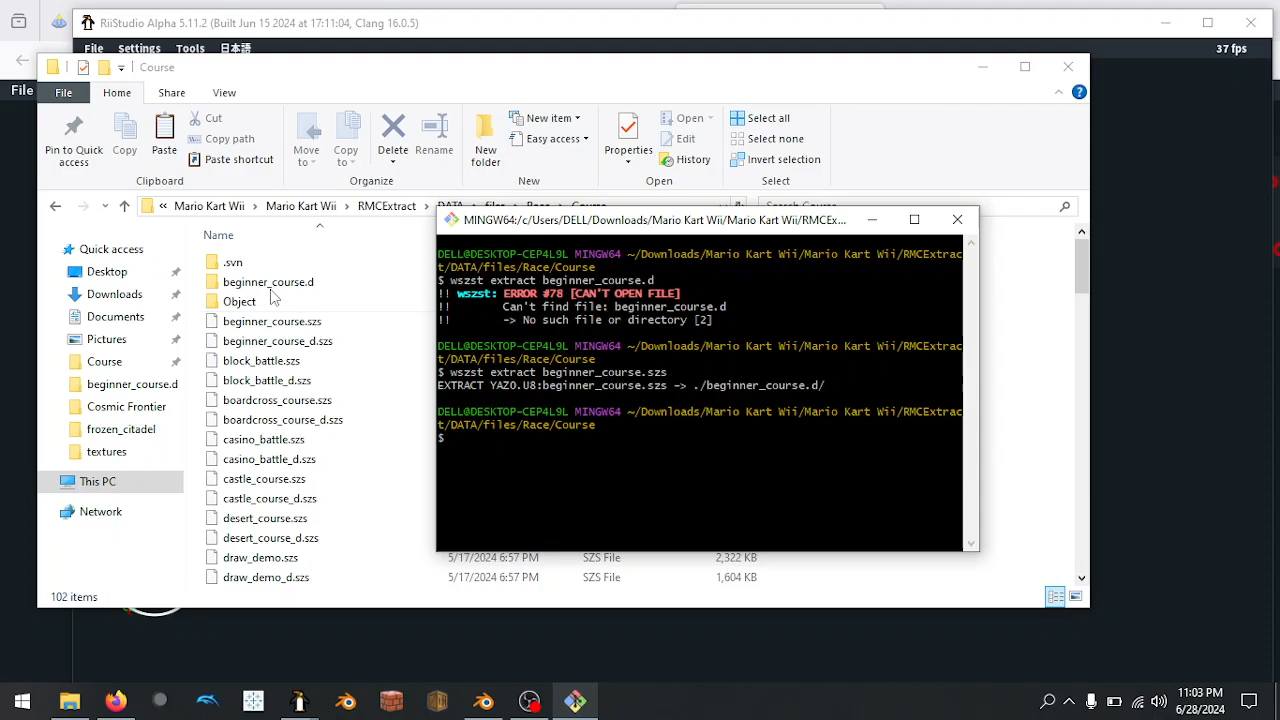 RiiStudio Alpha 5.11.2 (Built Jun 15 2024 at 17:11:04, Clang 16.0.5)
File Settings Tools 日本語
37 fps
File
Course
File Home Share View
Pin to Quick access
Copy
Paste
Cut
Copy path
Paste shortcut
Clipboard
Move to
Copy to
Delete
Rename
Organize
New folder
New item
Easy access
New
Properties
Open
Edit
History
Open
Select all
Select none
Invert selection
Select
« Mario Kart Wii > Mario Kart Wii > RMCExtract > DATA > files > Race > Course
Search Course
Name
Quick access
Desktop
Downloads
Documents
Pictures
Course
beginner_course.d
Cosmic Frontier
frozen_citadel
textures
This PC
Network
.svn
beginner_course.d
Object
beginner_course.szs
beginner_course_d.szs
block_battle.szs
block_battle_d.szs
boardcross_course.szs
boardcross_course_d.szs
casino_battle.szs
casino_battle_d.szs
castle_course.szs
castle_course_d.szs
desert_course.szs
desert_course_d.szs
draw_demo.szs 5/17/2024 6:57 PM SZS File 2,322 KB
draw_demo_d.szs 5/17/2024 6:57 PM SZS File 1,604 KB
102 items
MINGW64:/c/Users/DELL/Downloads/Mario Kart Wii/Mario Kart Wii/RMCEx...
DELL@DESKTOP-CEP4L9L MINGW64 ~/Downloads/Mario Kart Wii/Mario Kart Wii/RMCExtrac
t/DATA/files/Race/Course
$ wszst extract beginner_course.d
!! wszst: ERROR #78 [CAN'T OPEN FILE]
!! Can't find file: beginner_course.d
!! -> No such file or directory [2]
DELL@DESKTOP-CEP4L9L MINGW64 ~/Downloads/Mario Kart Wii/Mario Kart Wii/RMCExtrac
t/DATA/files/Race/Course
$ wszst extract beginner_course.szs
EXTRACT YAZ0.U8:beginner_course.szs -> ./beginner_course.d/
DELL@DESKTOP-CEP4L9L MINGW64 ~/Downloads/Mario Kart Wii/Mario Kart Wii/RMCExtrac
t/DATA/files/Race/Course
$
11:03 PM
6/28/2024